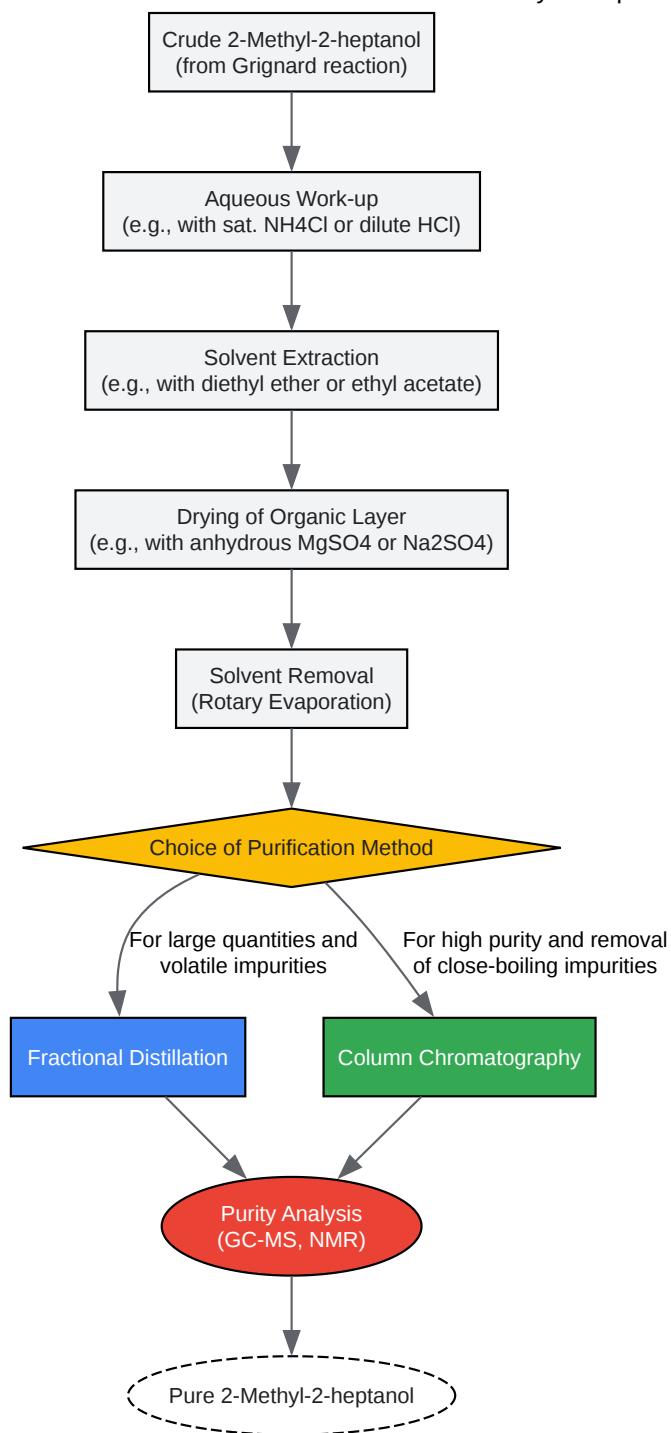 Crude 2-Methyl-2-heptanol
(from Grignard reaction)
Aqueous Work-up
(e.g., with sat. NH4Cl or dilute HCl)
Solvent Extraction
(e.g., with diethyl ether or ethyl acetate)
Drying of Organic Layer
(e.g., with anhydrous MgSO4 or Na2SO4)
Solvent Removal
(Rotary Evaporation)
Choice of Purification Method
For large quantities and
volatile impurities
For high purity and removal
of close-boiling impurities
Fractional Distillation
Column Chromatography
Purity Analysis
(GC-MS, NMR)
Pure 2-Methyl-2-heptanol